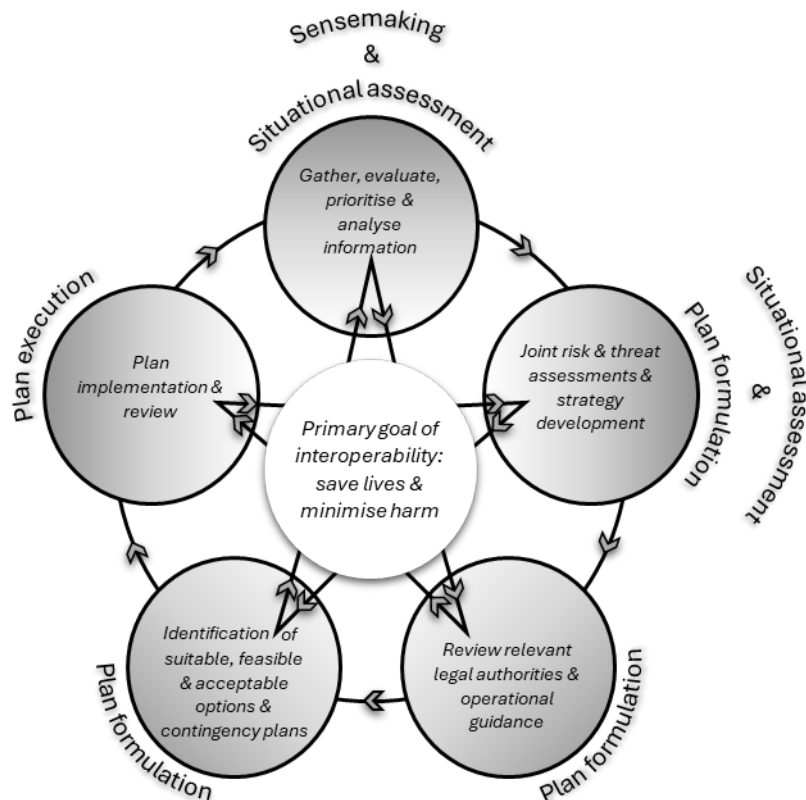 Sensemaking
&
Situational assessment
Gather, evaluate,
prioritise &
analyse
information
Situational assessment
&
Plan formulation
Joint risk & threat
assessments &
strategy
development
Plan execution
Plan
implementation &
review
Primary goal of
interoperability:
save lives &
minimise harm
Identification of
suitable, feasible
& acceptable
options &
contingency plans
Plan formulation
Review relevant
legal authorities &
operational
guidance
Plan formulation